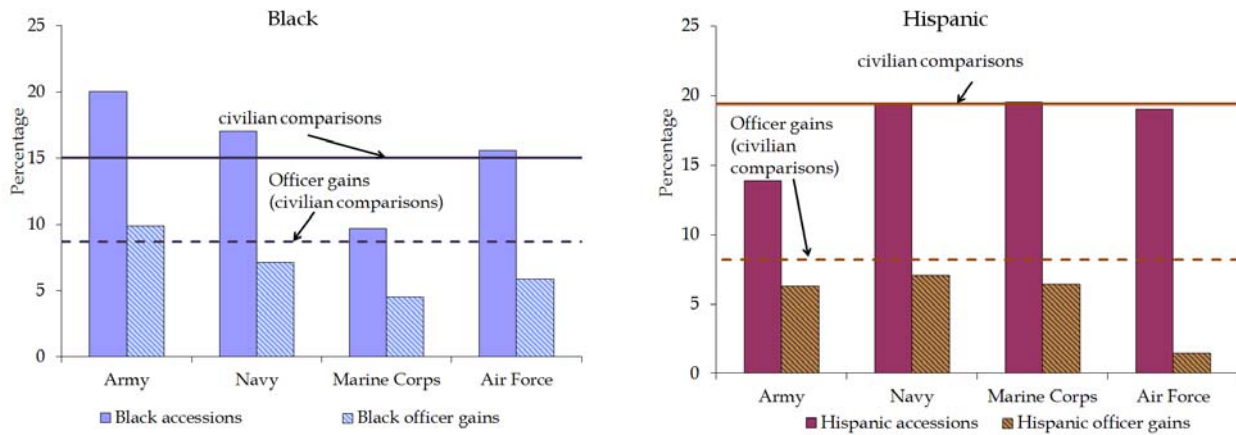 Black
25
20
15
10
5
0
Percentage
civilian comparisons
Officer gains
(civilian comparisons)
Army
Navy
Marine Corps
Air Force
Black accessions
Black officer gains
Hispanic
25
20
15
10
5
0
Percentage
civilian comparisons
Officer gains
(civilian
comparisons)
Army
Navy
Marine Corps
Air Force
Hispanic accessions
Hispanic officer gains